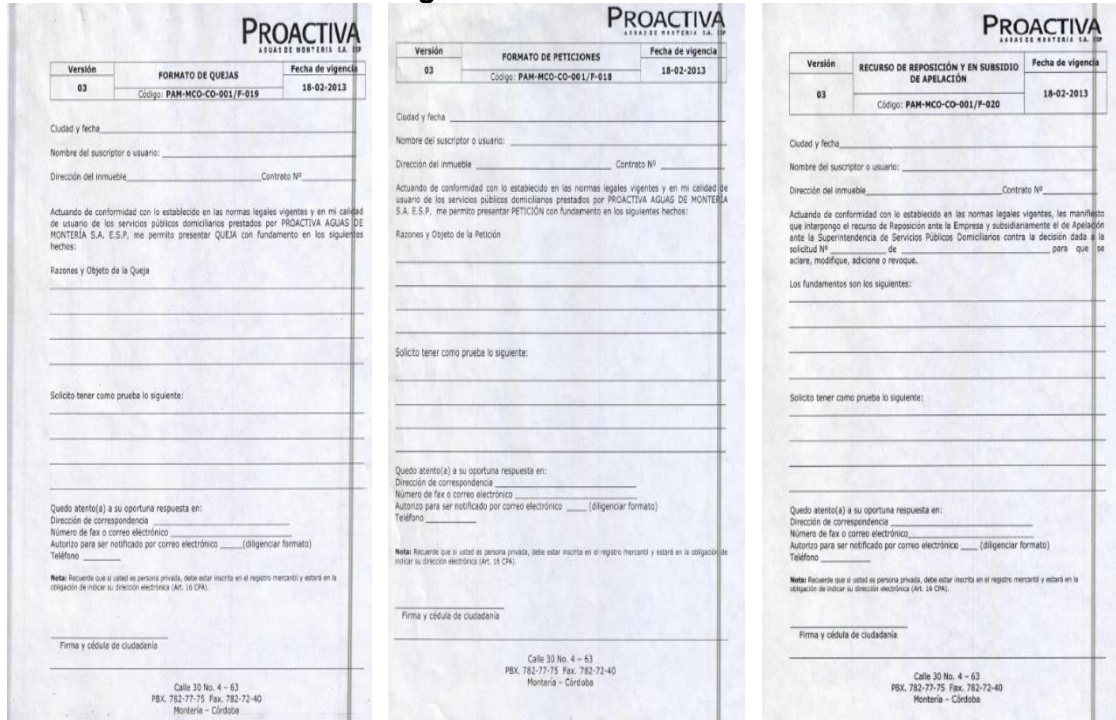 PROACTIVA
AGUAS DE MONTERIA S.A. ESP
Versión
03
FORMATO DE QUEJAS
Código: PAM-MCO-CO-001/F-019
Fecha de vigencia
18-02-2013
Ciudad y fecha
Nombre del suscriptor o usuario:
Dirección del inmueble Contrato Nº
Actuando de conformidad con lo establecido en las normas legales vigentes y en mi calidad
de usuario de los servicios públicos domiciliarios prestados por PROACTIVA AGUAS DE
MONTERÍA S.A. E.S.P, me permito presentar QUEJA con fundamento en los siguientes
hechos:
Razones y Objeto de la Queja
Solicito tener como prueba lo siguiente:
Quedo atento(a) a su oportuna respuesta en:
Dirección de correspondencia
Número de fax o correo electrónico
Autorizo para ser notificado por correo electrónico (diligenciar formato)
Teléfono
Nota: Recuerde que si usted es persona privada, debe estar inscrita en el registro mercantil y estará en la
obligación de indicar su dirección electrónica (Art. 16 CPA).
Firma y cédula de ciudadanía
Calle 30 No. 4 – 63
PBX. 782-77-75 Fax. 782-72-40
Montería – Córdoba
PROACTIVA
AGUAS DE MONTERIA S.A. ESP
Versión
03
FORMATO DE PETICIONES
Código: PAM-MCO-CO-001/F-018
Fecha de vigencia
18-02-2013
Ciudad y fecha
Nombre del suscriptor o usuario:
Dirección del inmueble Contrato Nº
Actuando de conformidad con lo establecido en las normas legales vigentes y en mi calidad de
usuario de los servicios públicos domiciliarios prestados por PROACTIVA AGUAS DE MONTERÍA
S.A. E.S.P, me permito presentar PETICIÓN con fundamento en los siguientes hechos:
Razones y Objeto de la Petición
Solicito tener como prueba lo siguiente:
Quedo atento(a) a su oportuna respuesta en:
Dirección de correspondencia
Número de fax o correo electrónico
Autorizo para ser notificado por correo electrónico (diligenciar formato)
Teléfono
Nota: Recuerde que si usted es persona privada, debe estar inscrita en el registro mercantil y estará en la obligación de
indicar su dirección electrónica (Art. 16 CPA).
Firma y cédula de ciudadanía
Calle 30 No. 4 – 63
PBX. 782-77-75 Fax. 782-72-40
Montería – Córdoba
PROACTIVA
AGUAS DE MONTERIA S.A. ESP
Versión
03
RECURSO DE REPOSICIÓN Y EN SUBSIDIO
DE APELACIÓN
Código: PAM-MCO-CO-001/F-020
Fecha de vigencia
18-02-2013
Ciudad y fecha
Nombre del suscriptor o usuario:
Dirección del inmueble Contrato Nº
Actuando de conformidad con lo establecido en las normas legales vigentes, les manifiesto
que interpongo el recurso de Reposición ante la Empresa y subsidiariamente el de Apelación
ante la Superintendencia de Servicios Públicos Domiciliarios contra la decisión dada a la
solicitud Nº de para que se
aclare, modifique, adicione o revoque.
Los fundamentos son los siguientes:
Solicito tener como prueba lo siguiente:
Quedo atento(a) a su oportuna respuesta en:
Dirección de correspondencia
Número de fax o correo electrónico
Autorizo para ser notificado por correo electrónico (diligenciar formato)
Teléfono
Nota: Recuerde que si usted es persona privada, debe estar inscrita en el registro mercantil y estará en la
obligación de indicar su dirección electrónica (Art. 16 CPA).
Firma y cédula de ciudadanía
Calle 30 No. 4 – 63
PBX. 782-77-75 Fax. 782-72-40
Montería – Córdoba